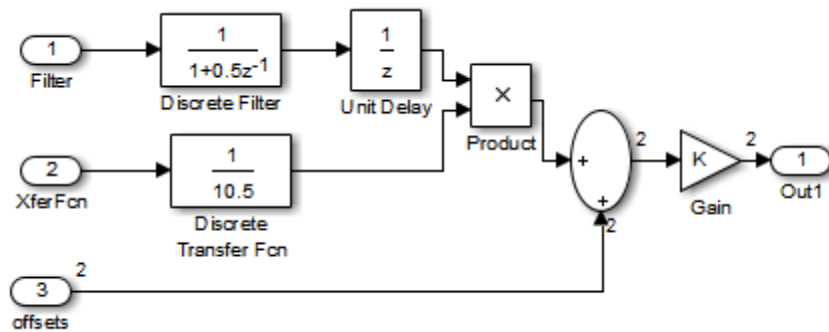 1
Filter
1
1+0.5z-1
Discrete Filter
1
z
Unit Delay
×
Product
2
XferFcn
1
10.5
Discrete
Transfer Fcn
+
+
2
2
K
Gain
2
1
Out1
3
offsets
2